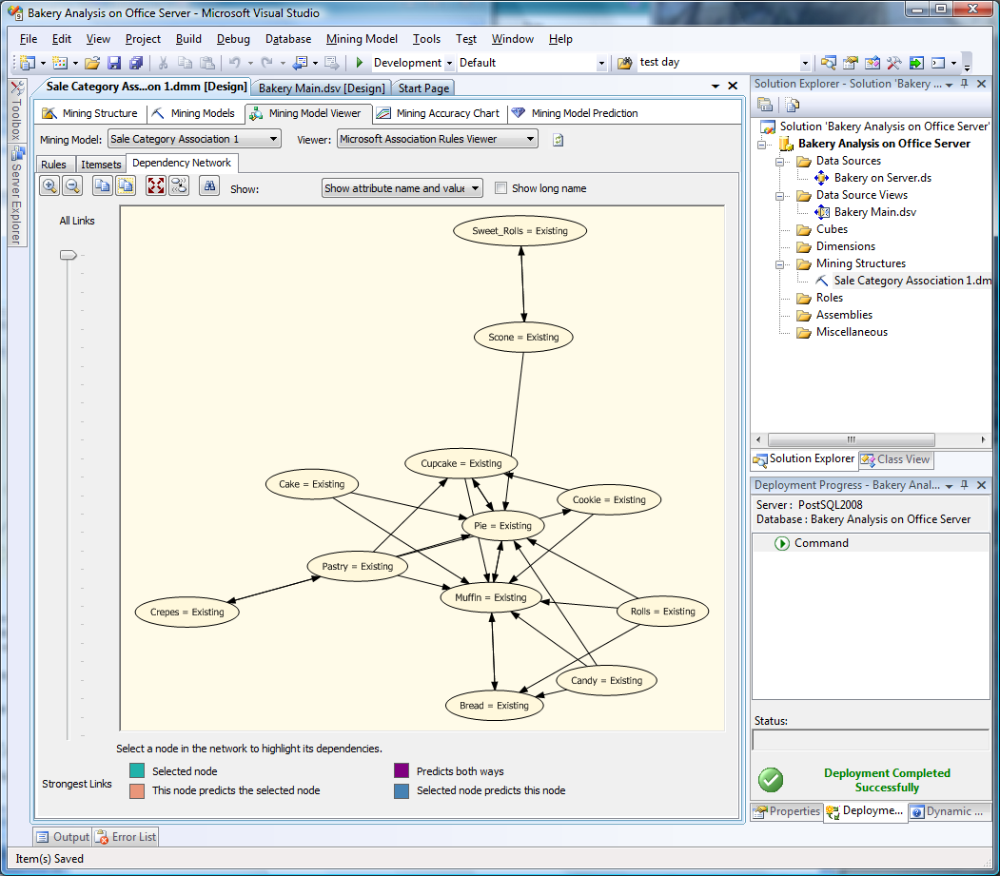 Bakery Analysis on Office Server - Microsoft Visual Studio
File Edit View Project Build Debug Database Mining Model Tools Test Window Help
Development Default test day
Toolbox
Server Explorer
Sale Category Ass...on 1.dmm [Design] Bakery Main.dsv [Design] Start Page
Mining Structure Mining Models Mining Model Viewer Mining Accuracy Chart Mining Model Prediction
Mining Model: Sale Category Association 1 Viewer: Microsoft Association Rules Viewer
Rules Itemsets Dependency Network
Show: Show attribute name and value Show long name
All Links
Sweet_Rolls = Existing
Scone = Existing
Cupcake = Existing
Cake = Existing
Cookie = Existing
Pie = Existing
Pastry = Existing
Muffin = Existing
Crepes = Existing
Rolls = Existing
Candy = Existing
Bread = Existing
Strongest Links
Select a node in the network to highlight its dependencies.
Selected node Predicts both ways
This node predicts the selected node Selected node predicts this node
Output Error List
Item(s) Saved
Solution Explorer - Solution 'Bakery ...
Solution 'Bakery Analysis on Office Server'
Bakery Analysis on Office Server
Data Sources
Bakery on Server.ds
Data Source Views
Bakery Main.dsv
Cubes
Dimensions
Mining Structures
Sale Category Association 1.dm
Roles
Assemblies
Miscellaneous
Solution Explorer Class View
Deployment Progress - Bakery Anal...
Server : PostSQL2008
Database : Bakery Analysis on Office Server
Command
Status:
Deployment Completed
Successfully
Properties Deployme... Dynamic ...